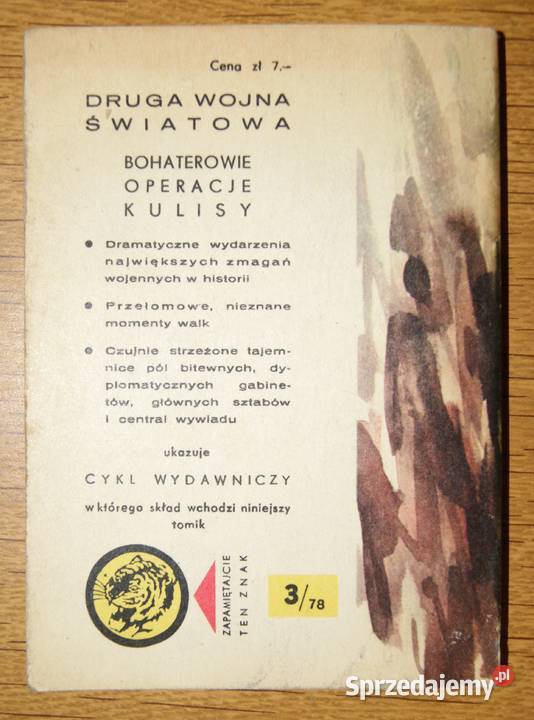 Cena zł 7.–
DRUGA WOJNA
ŚWIATOWA
BOHATEROWIE
OPERACJE
KULISY
● Dramatyczne wydarzenia
największych zmagań
wojennych w historii
● Przełomowe, nieznane
momenty walk
● Czujnie strzeżone tajem-
nice pól bitewnych, dy-
plomatycznych gabine-
tów, głównych sztabów
i central wywiadu
ukazuje
CYKL WYDAWNICZY
w którego skład wchodzi niniejszy
tomik
ZAPAMIĘTAJCIE
TEN ZNAK
3/78
Sprzedajemy.pl